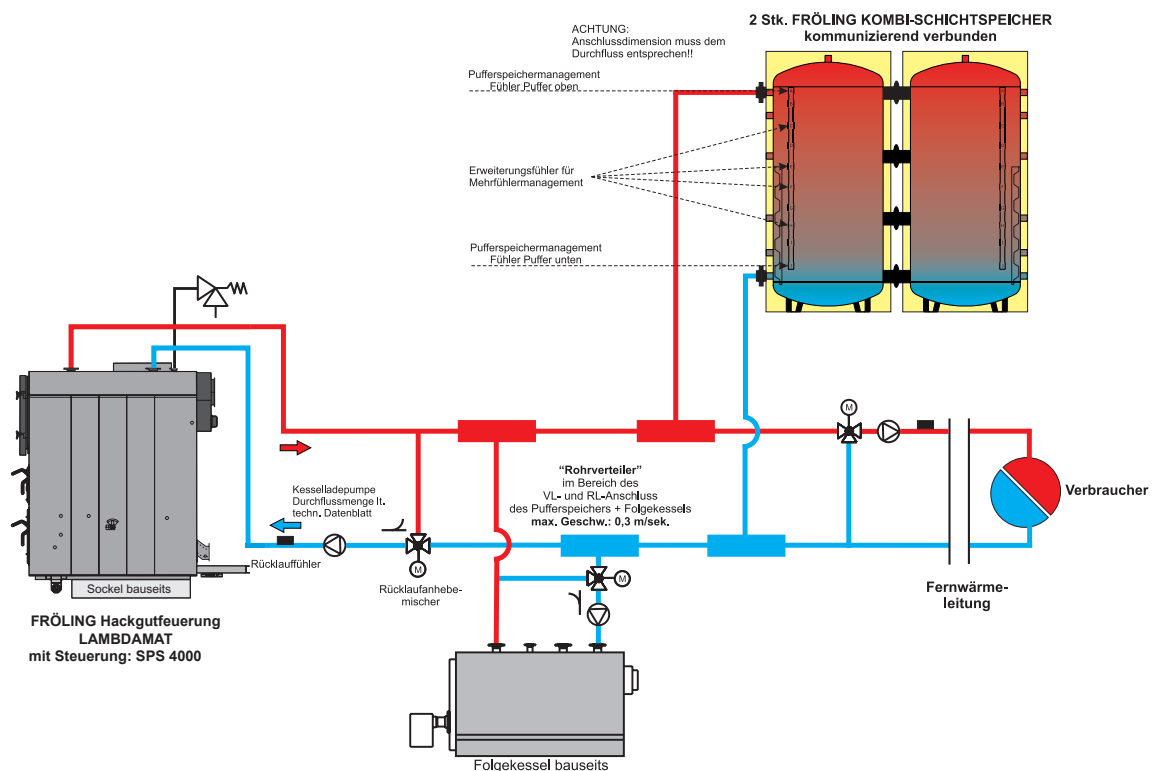 2 Stk. FRÖLING KOMBI-SCHICHTSPEICHER
kommunizierend verbunden
ACHTUNG:
Anschlussdimension muss dem
Durchfluss entsprechen!!
Pufferspeichermanagement
Fühler Puffer oben
Erweiterungsfühler für
Mehrfühlermanagement
Pufferspeichermanagement
Fühler Puffer unten
M
"Rohrverteiler"
im Bereich des
VL- und RL-Anschluss
des Pufferspeichers + Folgekessels
max. Geschw.: 0,3 m/sek.
Verbraucher
Kesselladepumpe
Durchflussmenge lt.
techn. Datenblatt
Rücklauffühler
M
Rücklaufanhebe-
mischer
M
Fernwärme-
leitung
Sockel bauseits
FRÖLING Hackgutfeuerung
LAMBDAMAT
mit Steuerung: SPS 4000
Folgekessel bauseits